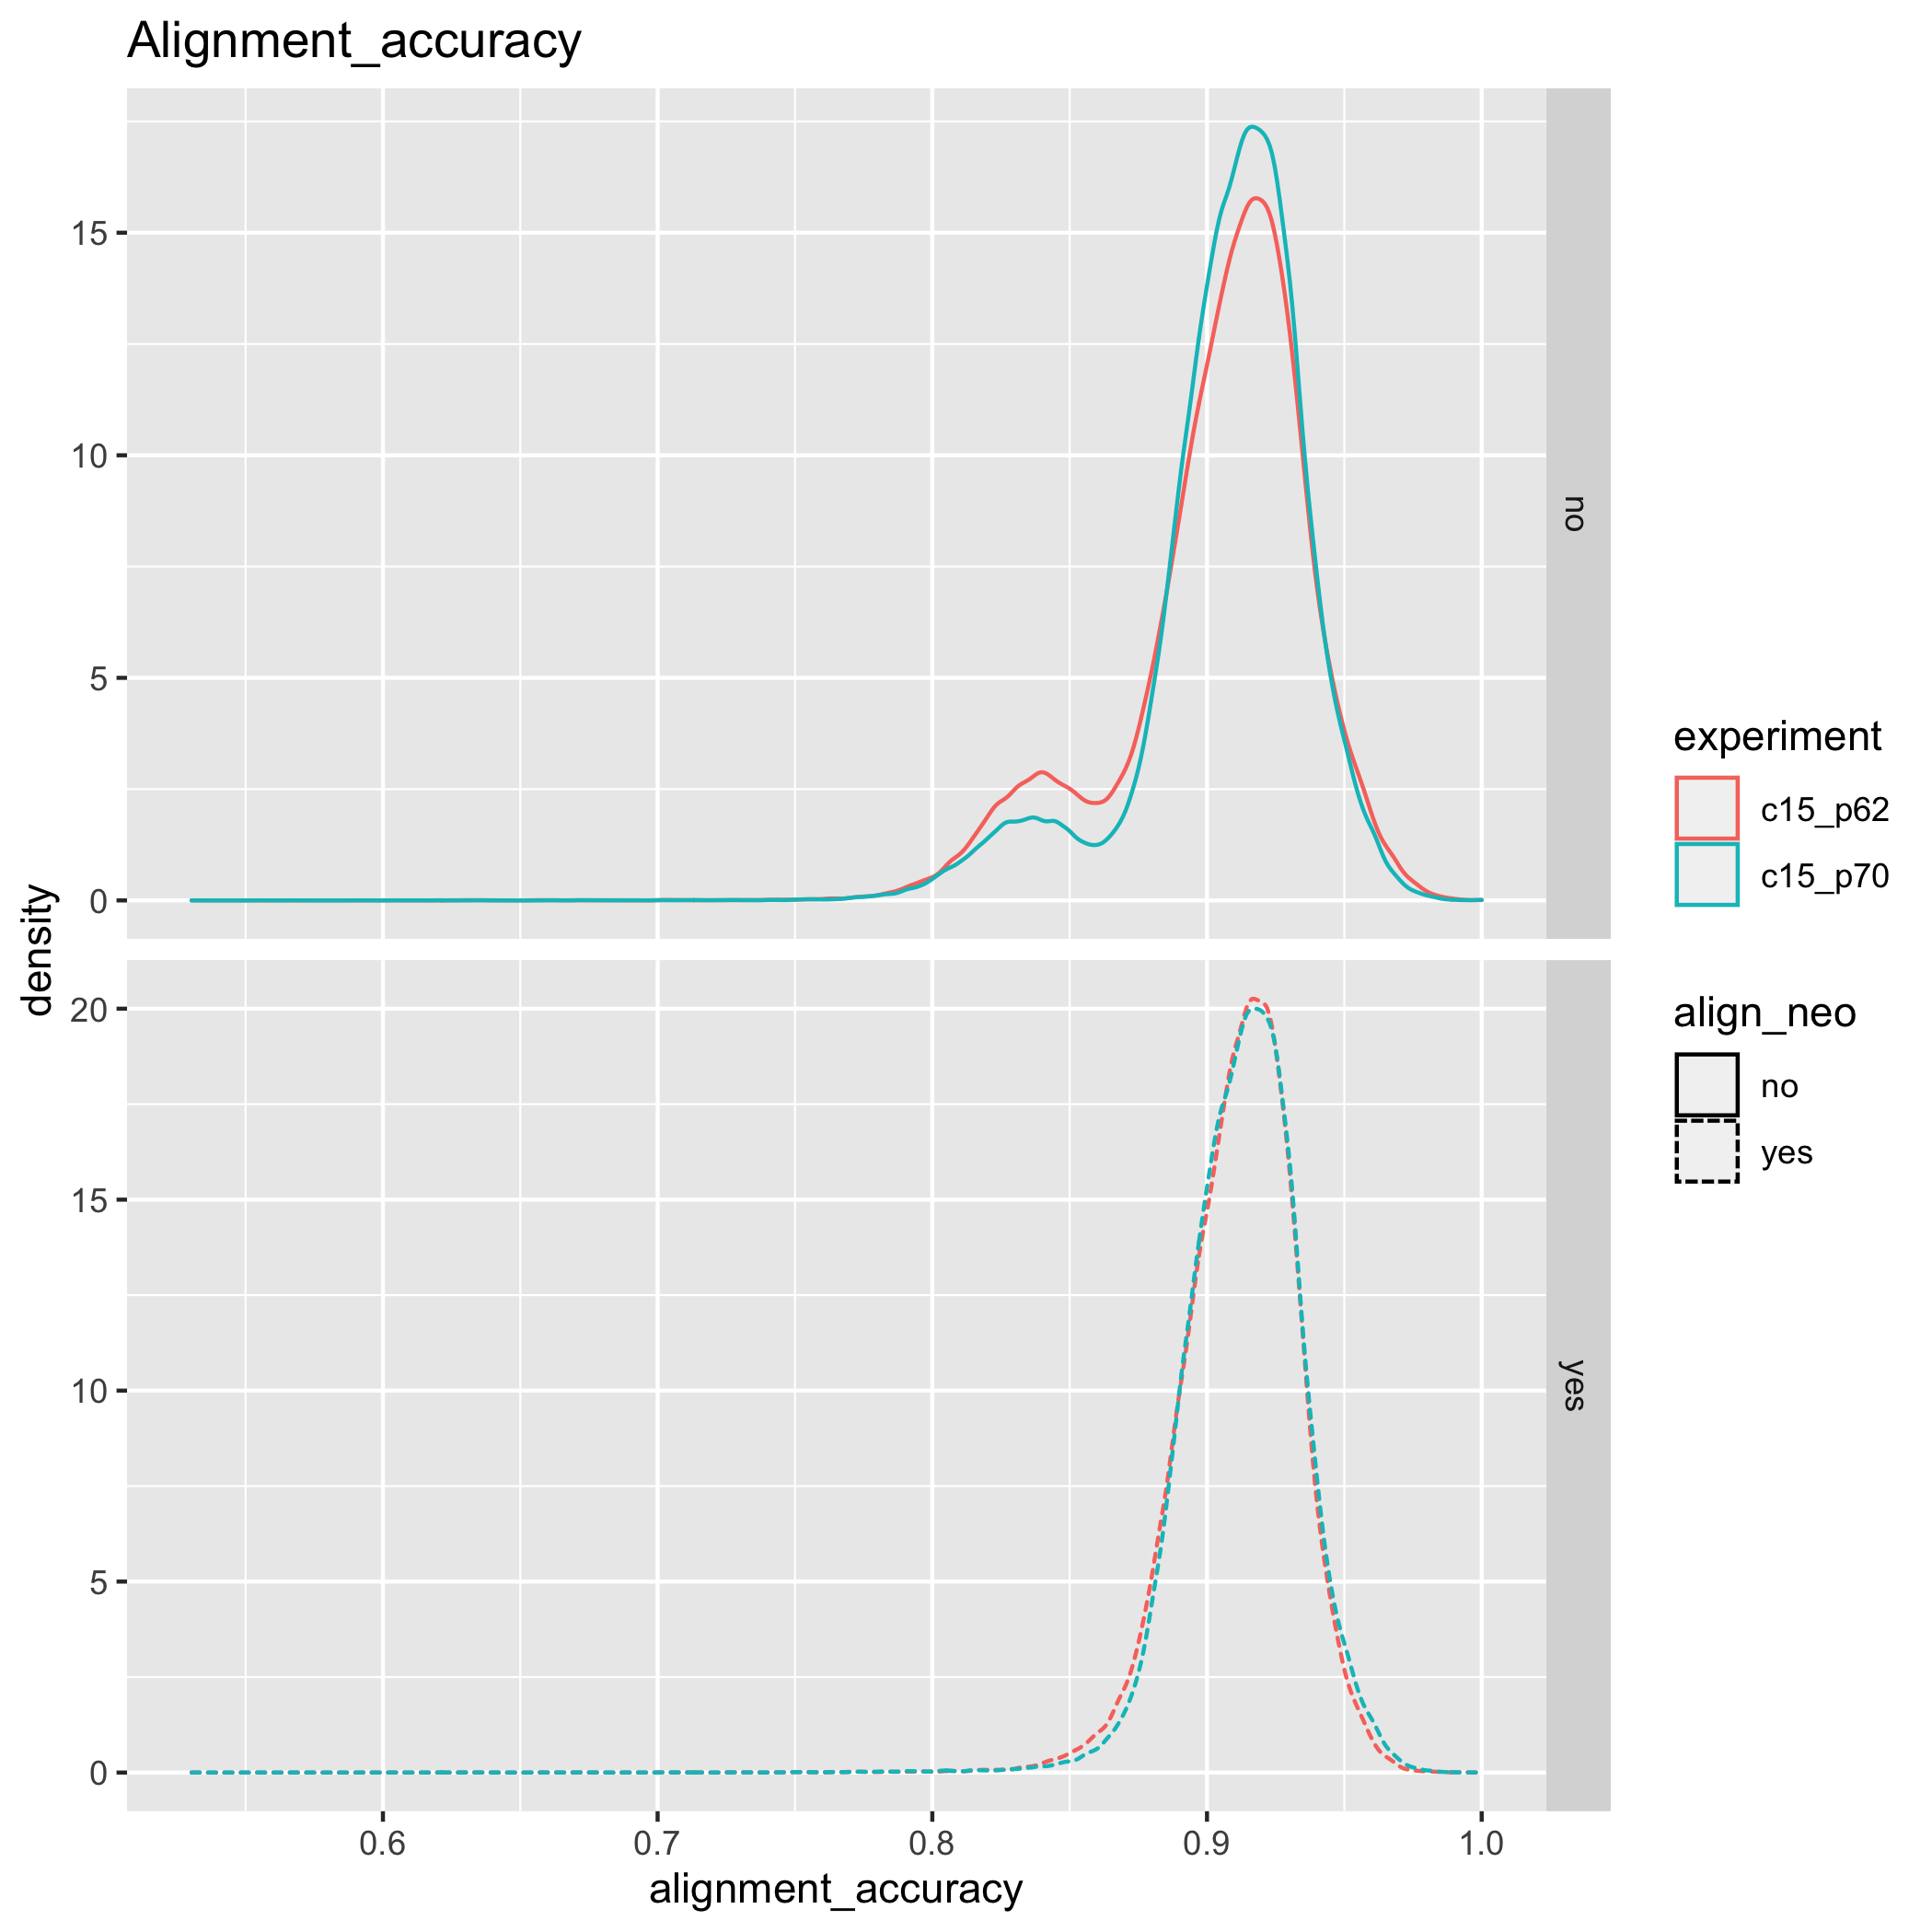 Alignment_accuracy
density
15
10
5
0
no
20
15
10
5
0
yes
0.6
0.7
0.8
0.9
1.0
alignment_accuracy
experiment
c15_p62
c15_p70
align_neo
no
yes